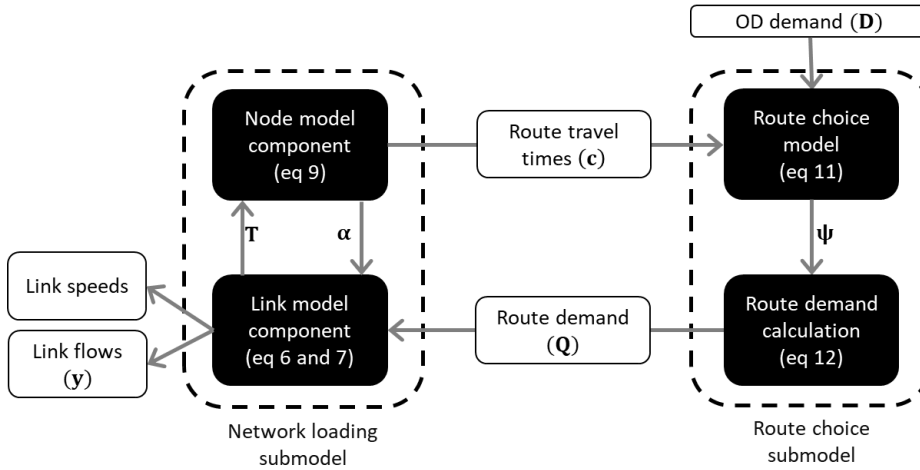 OD demand (D)
Node model
component
(eq 9)
Route travel
times (c)
Route choice
model
(eq 11)
T
α
ψ
Link speeds
Link flows
(y)
Link model
component
(eq 6 and 7)
Route demand
(Q)
Route demand
calculation
(eq 12)
Network loading
submodel
Route choice
submodel